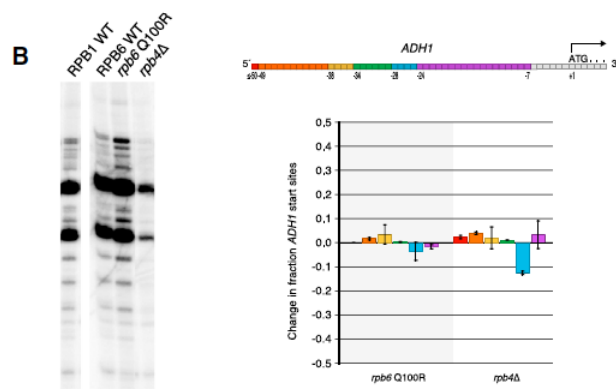 B
RPB1 WT
RPB6 WT
rpb6 Q100R
rpb4Δ
ADH1
ATG...
5'
3'
≥60 -49 -38 -34 -28 -24 -7 +1
Change in fraction ADH1 start sites
0,5
0,4
0,3
0,2
0,1
0,0
-0.1
-0.2
-0.3
-0.4
-0.5
rpb6 Q100R
rpb4Δ